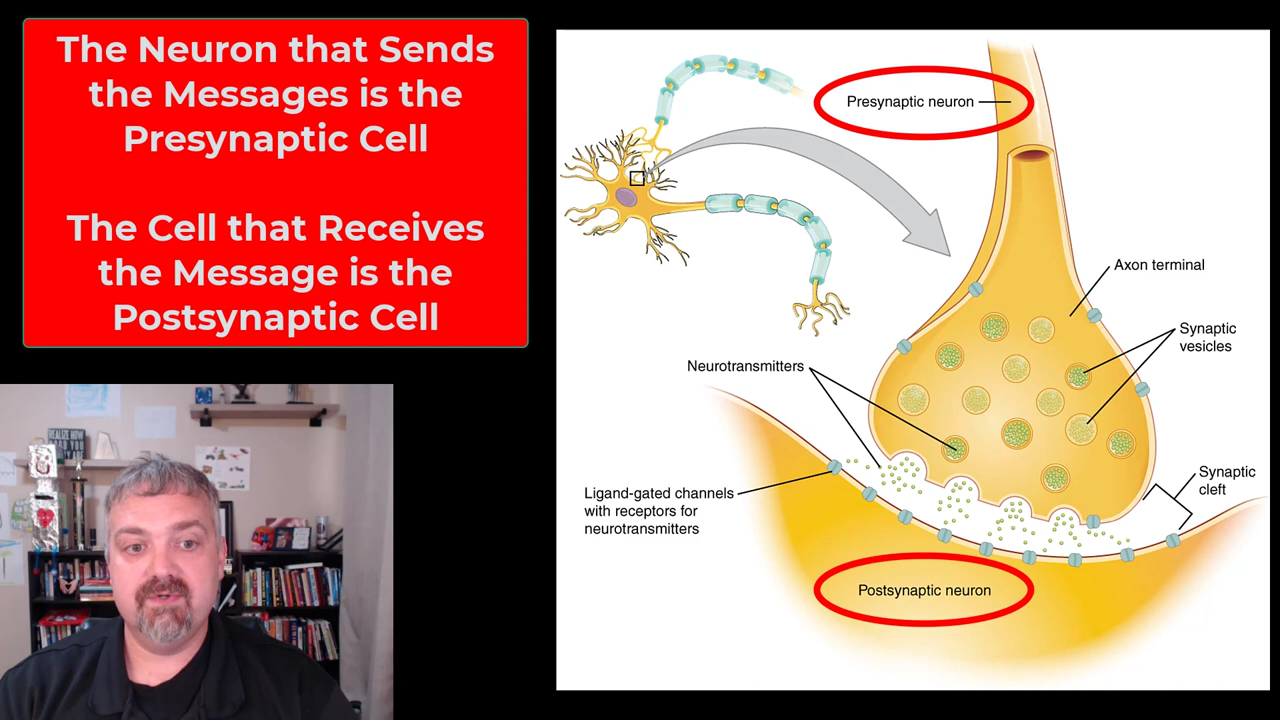 The Neuron that Sends
the Messages is the
Presynaptic Cell
The Cell that Receives
the Message is the
Postsynaptic Cell
Presynaptic neuron
Axon terminal
Synaptic
vesicles
Neurotransmitters
Synaptic
cleft
Ligand-gated channels
with receptors for
neurotransmitters
Postsynaptic neuron
REALIZE HOW